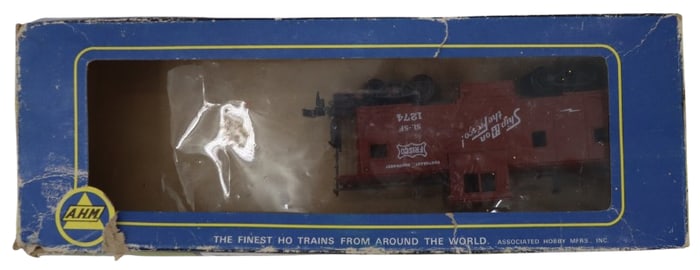 Ship it on
the Frisco!
SL-SF
1274
FRISCO
A.H.M
THE FINEST HO TRAINS FROM AROUND THE WORLD. ASSOCIATED HOBBY MFRS., INC.